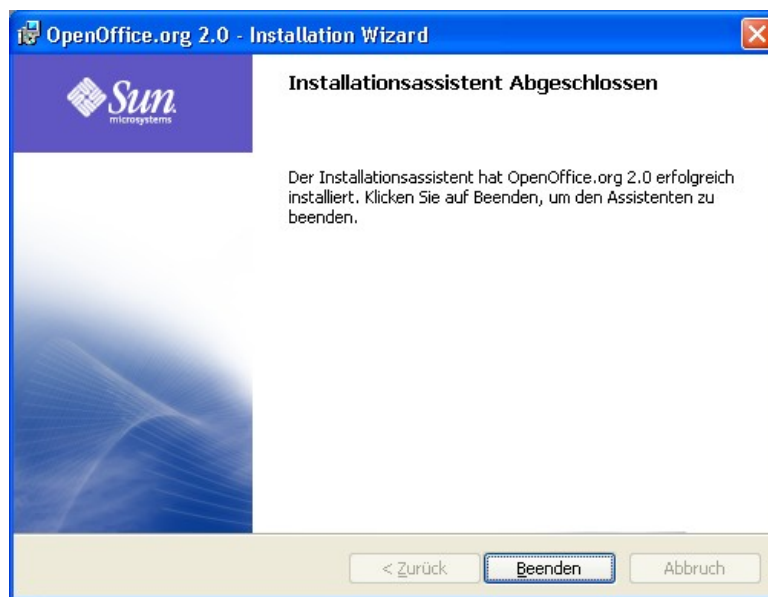 OpenOffice.org 2.0 - Installation Wizard
Sun
microsystems
Installationsassistent Abgeschlossen
Der Installationsassistent hat OpenOffice.org 2.0 erfolgreich
installiert. Klicken Sie auf Beenden, um den Assistenten zu
beenden.
< Zurück Beenden Abbruch